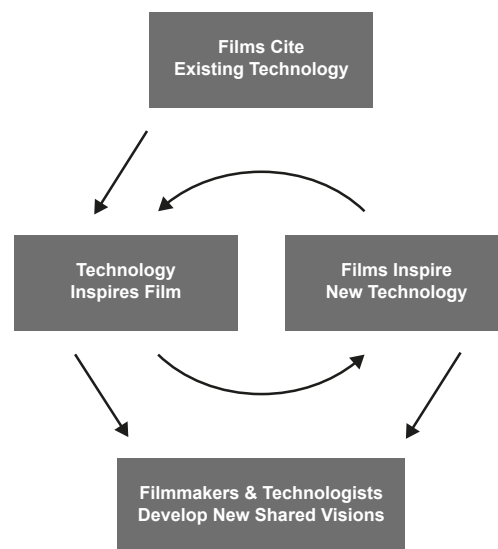 Films Cite
Existing Technology
Technology
Inspires Film
Films Inspire
New Technology
Filmmakers & Technologists
Develop New Shared Visions